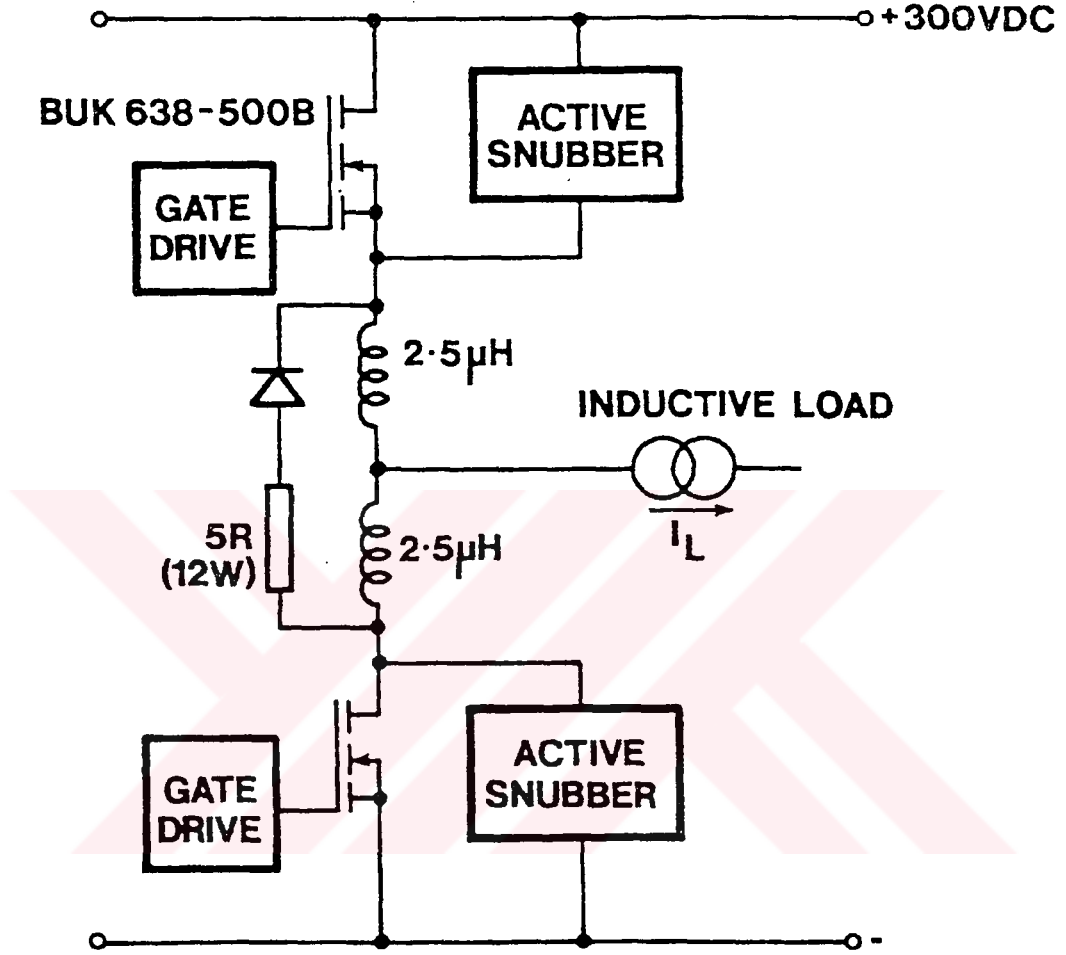 +300VDC
BUK 638-500B
ACTIVE
SNUBBER
GATE
DRIVE
2·5µH
INDUCTIVE LOAD
5R
(12W)
2·5µH
IL
ACTIVE
SNUBBER
GATE
DRIVE
-